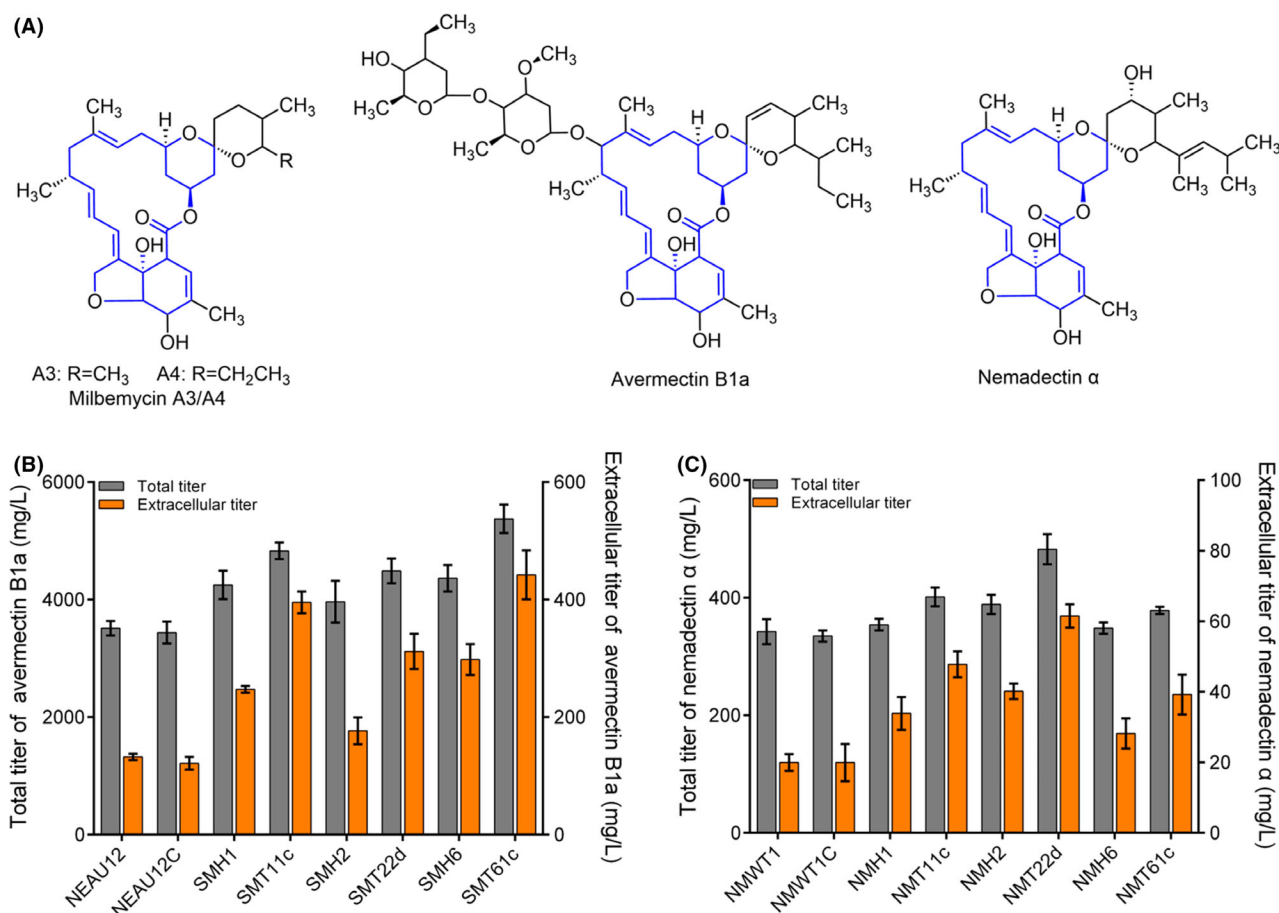 (A)
CH3
HO
O
CH3
O
H3C
O
O
O
CH3
H
CH3
O
H3C
O
CH3
O
R
H3C
O
O
OH
O
CH3
OH
H
CH3
O
CH3
O
H3C
CH3
O
O
OH
O
CH3
OH
OH
H
CH3
O
CH3
O
CH3
H3C
CH3
CH3
O
O
OH
O
CH3
OH
A3: R=CH3 A4: R=CH2CH3
Milbemycin A3/A4
Avermectin B1a
Nemadectin α
(B)
Total titer of avermectin B1a (mg/L)
6000
4000
2000
0
Total titer
Extracellular titer
600
400
200
0
Extracellular titer of avermectin B1a (mg/L)
NEAU12
NEAU12C
SMH1
SMT11c
SMH2
SMT22d
SMH6
SMT61c
(C)
Total titer of nemadectin α (mg/L)
600
400
200
0
Total titer
Extracellular titer
100
80
60
40
20
0
Extracellular titer of nemadectin α (mg/L)
NMWT1
NMWT1C
NMH1
NMT11c
NMH2
NMT22d
NMH6
NMT61c